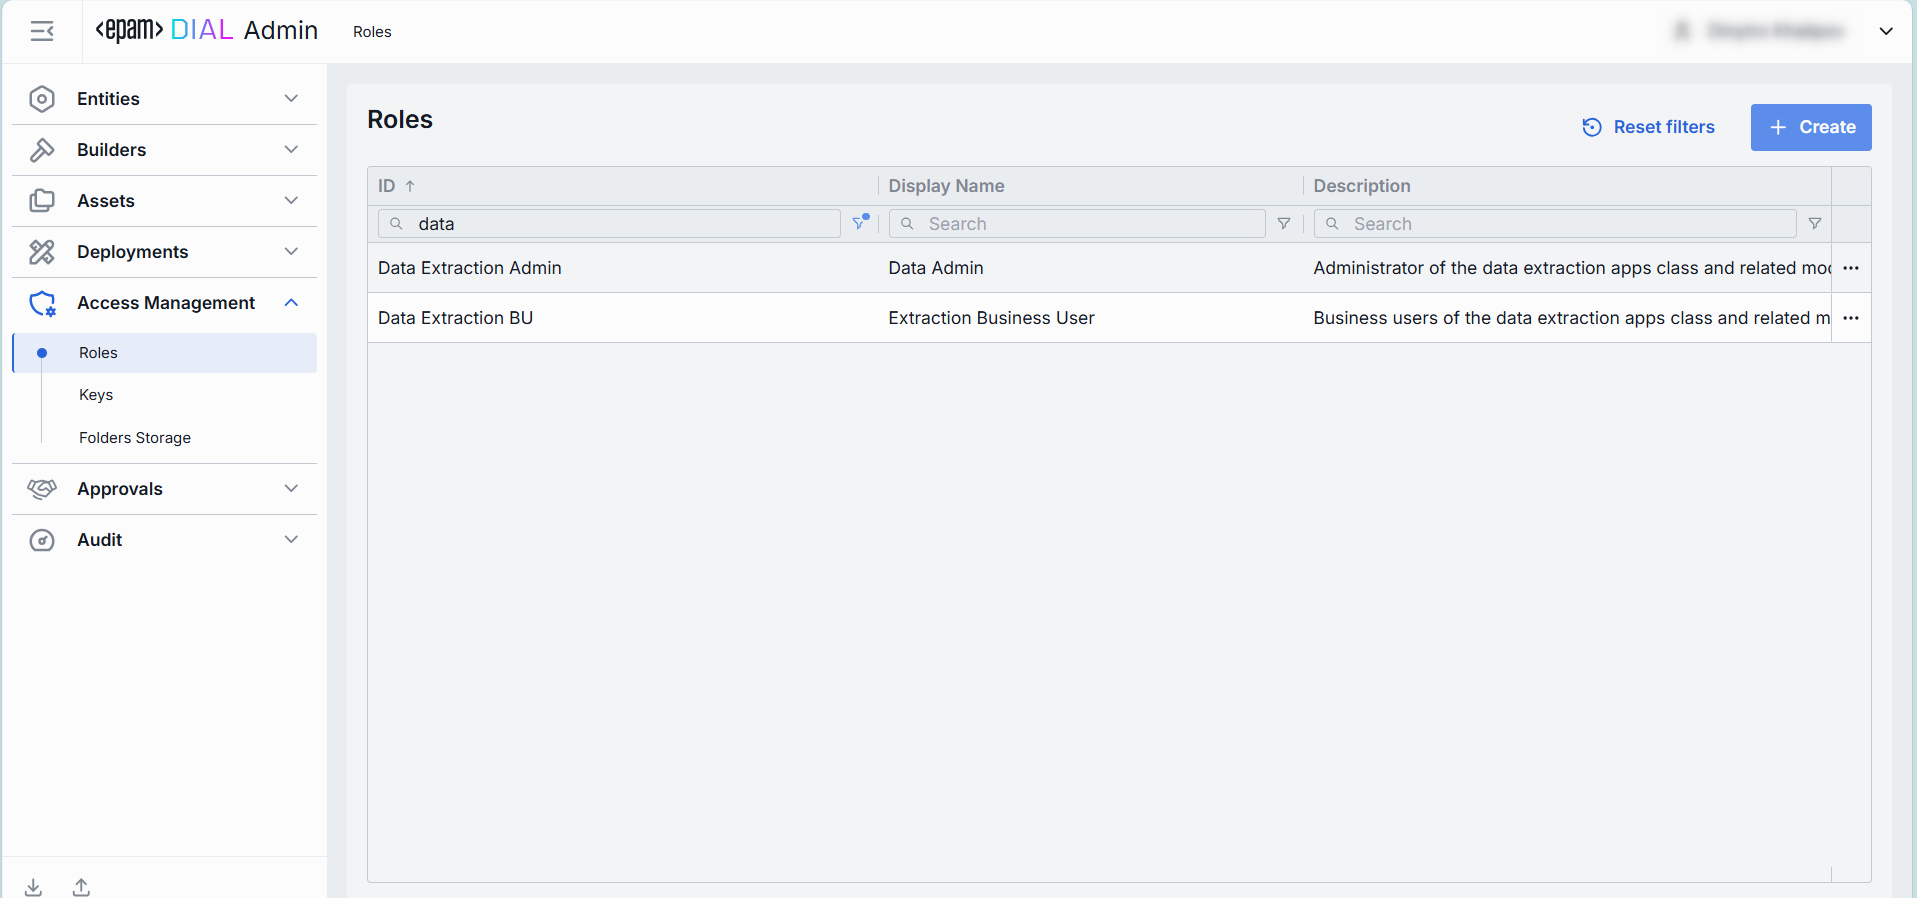 <epam> DIAL Admin
Roles
Entities
Builders
Assets
Deployments
Access Management
Roles
Keys
Folders Storage
Approvals
Audit
Roles
Reset filters
Create
ID
Display Name
Description
data
Search
Search
Data Extraction Admin
Data Admin
Administrator of the data extraction apps class and related
Data Extraction BU
Extraction Business User
Business users of the data extraction apps class and related m